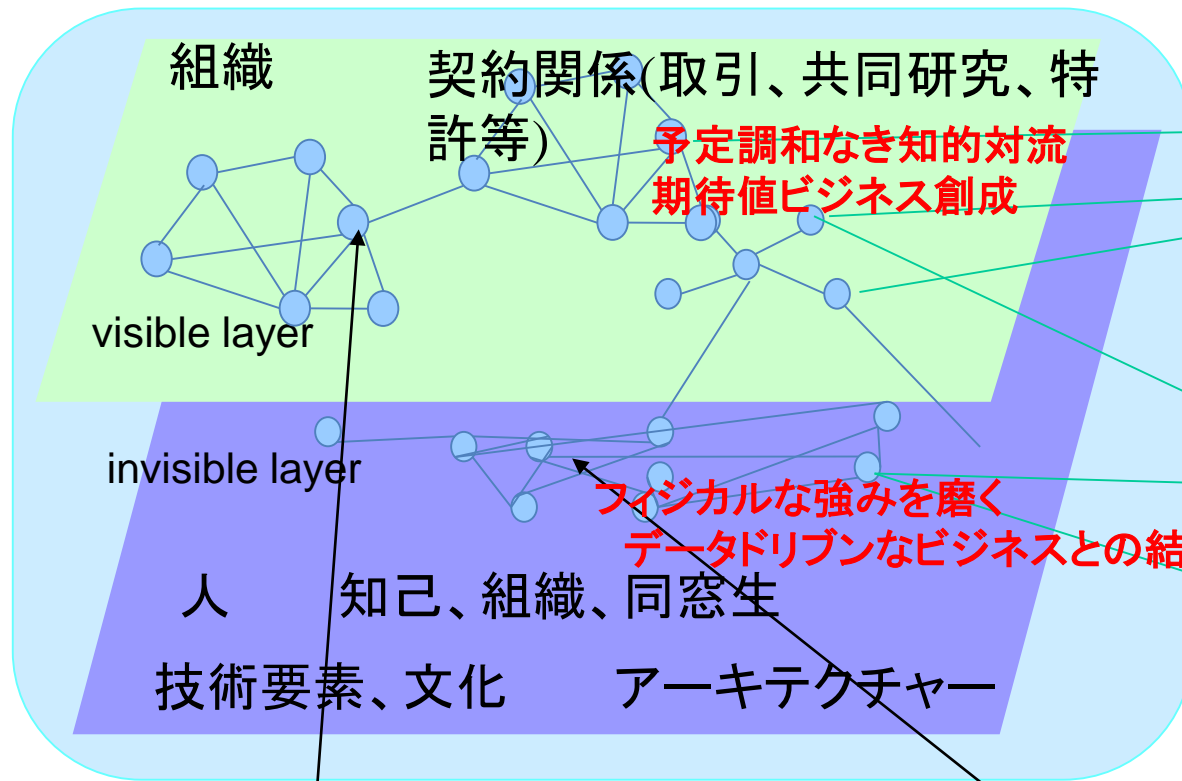 組織
契約関係(取引、共同研究、特
許等)
予定調和なき知的対流
期待値ビジネス創成
visible layer
invisible layer
フィジカルな強みを磨く
データドリブンなビジネスとの結
人 知己、組織、同窓生
技術要素、文化 アーキテクチャー